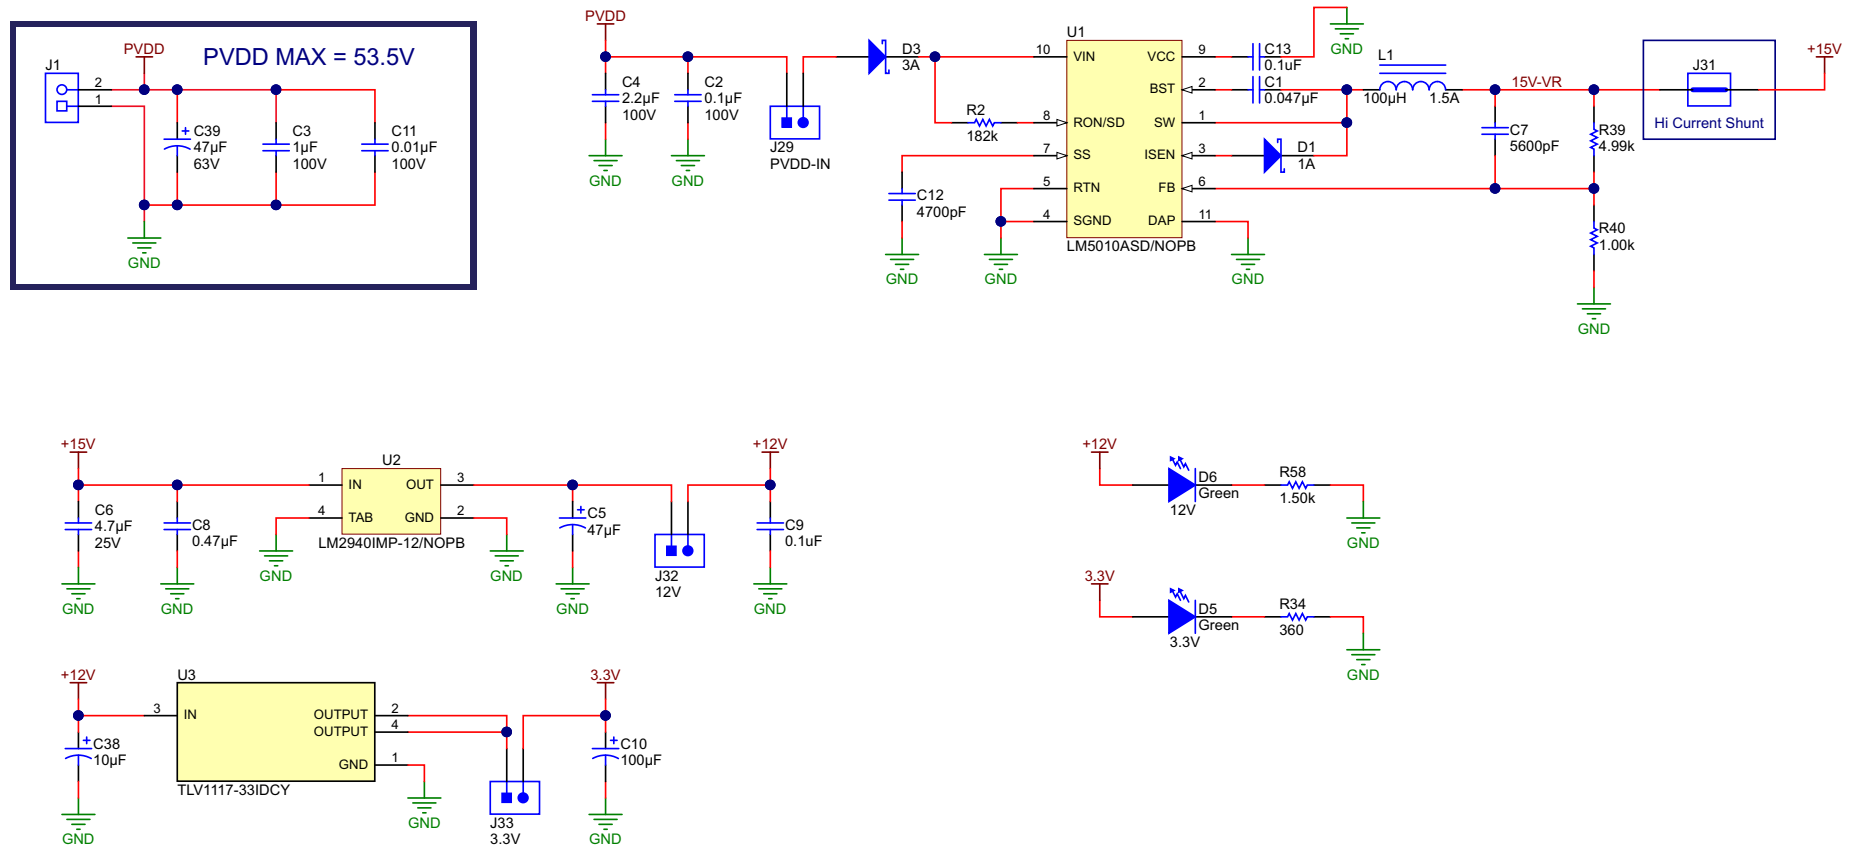 PVDD MAX = 53.5V
J1
PVDD
2
1
C39
47µF
63V
C3
1µF
100V
C11
0.01µF
100V
GND
PVDD
C4
2.2µF
100V
C2
0.1µF
100V
GND
GND
J29
PVDD-IN
D3
3A
R2
182k
C12
4700pF
GND
GND
U1
10 VIN
8 RON/SD
7 SS
5 RTN
4 SGND
VCC 9
BST 2
SW 1
ISEN 3
FB 6
DAP 11
LM5010ASD/NOPB
GND
C13
0.1uF
GND
C1
0.047µF
D1
1A
L1
100µH 1.5A
15V-VR
C7
5600pF
R39
4.99k
R40
1.00k
GND
J31
Hi Current Shunt
+15V
+15V
C6
4.7µF
25V
C8
0.47µF
GND
GND
U2
1 IN OUT 3
4 TAB GND 2
LM2940IMP-12/NOPB
GND
GND
C5
47µF
GND
J32
12V
+12V
C9
0.1uF
GND
+12V
D6
Green
12V
R58
1.50k
GND
3.3V
D5
Green
3.3V
R34
360
GND
+12V
C38
10µF
GND
U3
3 IN
OUTPUT 2
OUTPUT 4
GND 1
TLV1117-33IDCY
GND
J33
3.3V
3.3V
C10
100µF
GND